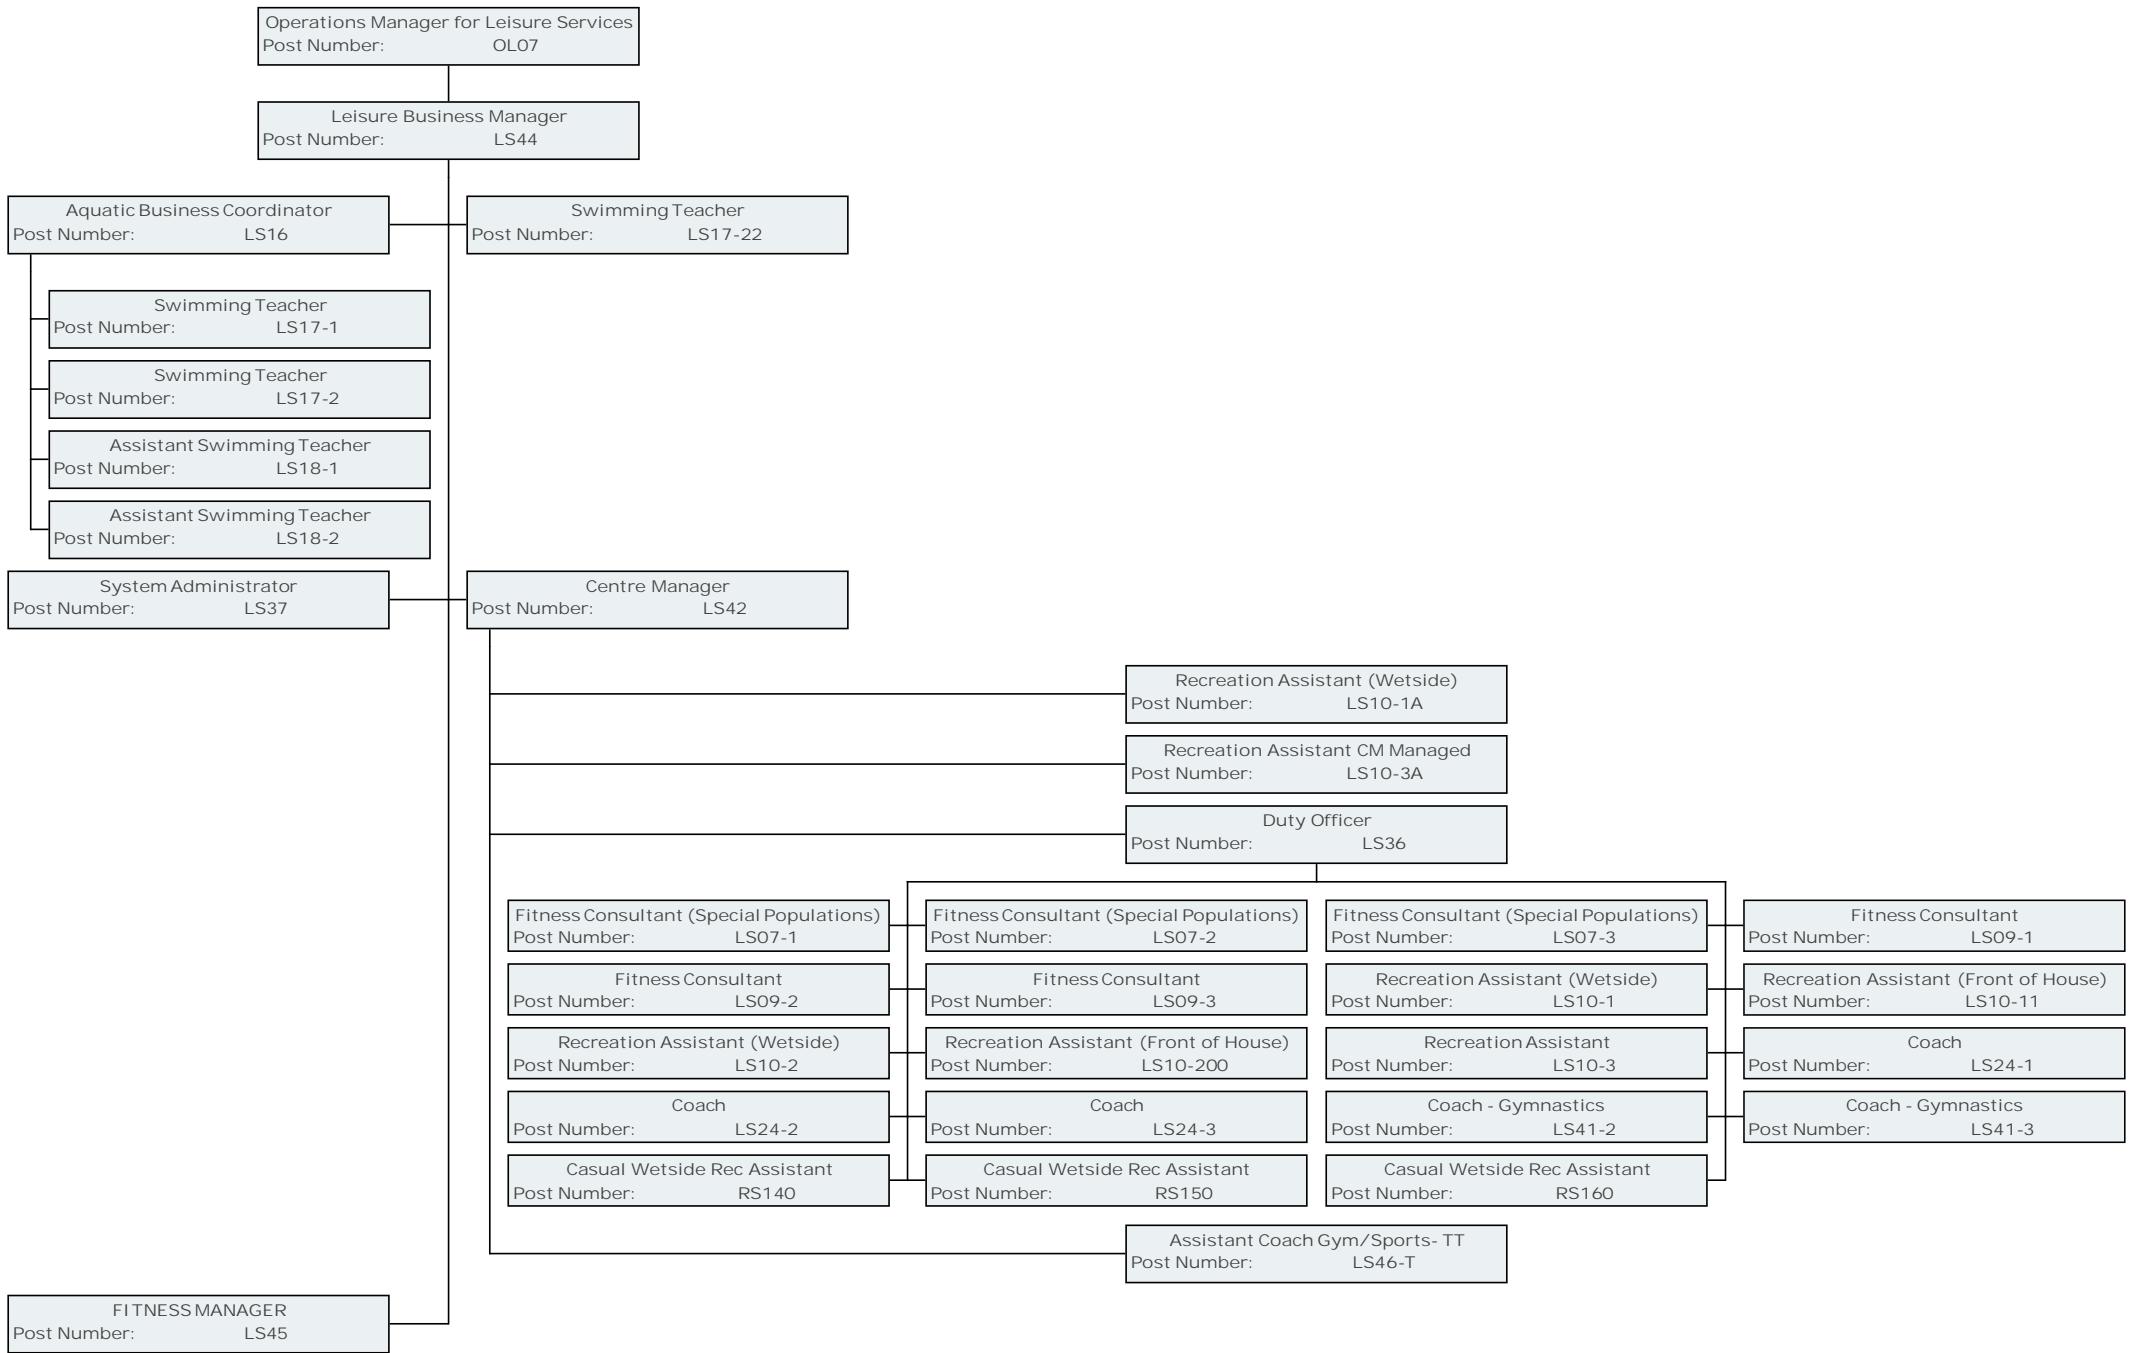 Operations Manager for Leisure Services
Post Number: OL07
Leisure Business Manager
Post Number: LS44
Aquatic Business Coordinator
Post Number: LS16
Swimming Teacher
Post Number: LS17-22
Swimming Teacher
Post Number: LS17-1
Swimming Teacher
Post Number: LS17-2
Assistant Swimming Teacher
Post Number: LS18-1
Assistant Swimming Teacher
Post Number: LS18-2
System Administrator
Post Number: LS37
Centre Manager
Post Number: LS42
Recreation Assistant (Wetside)
Post Number: LS10-1A
Recreation Assistant CM Managed
Post Number: LS10-3A
Duty Officer
Post Number: LS36
Fitness Consultant (Special Populations)
Post Number: LS07-1
Fitness Consultant (Special Populations)
Post Number: LS07-2
Fitness Consultant (Special Populations)
Post Number: LS07-3
Fitness Consultant
Post Number: LS09-1
Fitness Consultant
Post Number: LS09-2
Fitness Consultant
Post Number: LS09-3
Recreation Assistant (Wetside)
Post Number: LS10-1
Recreation Assistant (Front of House)
Post Number: LS10-11
Recreation Assistant (Wetside)
Post Number: LS10-2
Recreation Assistant (Front of House)
Post Number: LS10-200
Recreation Assistant
Post Number: LS10-3
Coach
Post Number: LS24-1
Coach
Post Number: LS24-2
Coach
Post Number: LS24-3
Coach - Gymnastics
Post Number: LS41-2
Coach - Gymnastics
Post Number: LS41-3
Casual Wetside Rec Assistant
Post Number: RS140
Casual Wetside Rec Assistant
Post Number: RS150
Casual Wetside Rec Assistant
Post Number: RS160
Assistant Coach Gym/Sports- TT
Post Number: LS46-T
FITNESS MANAGER
Post Number: LS45